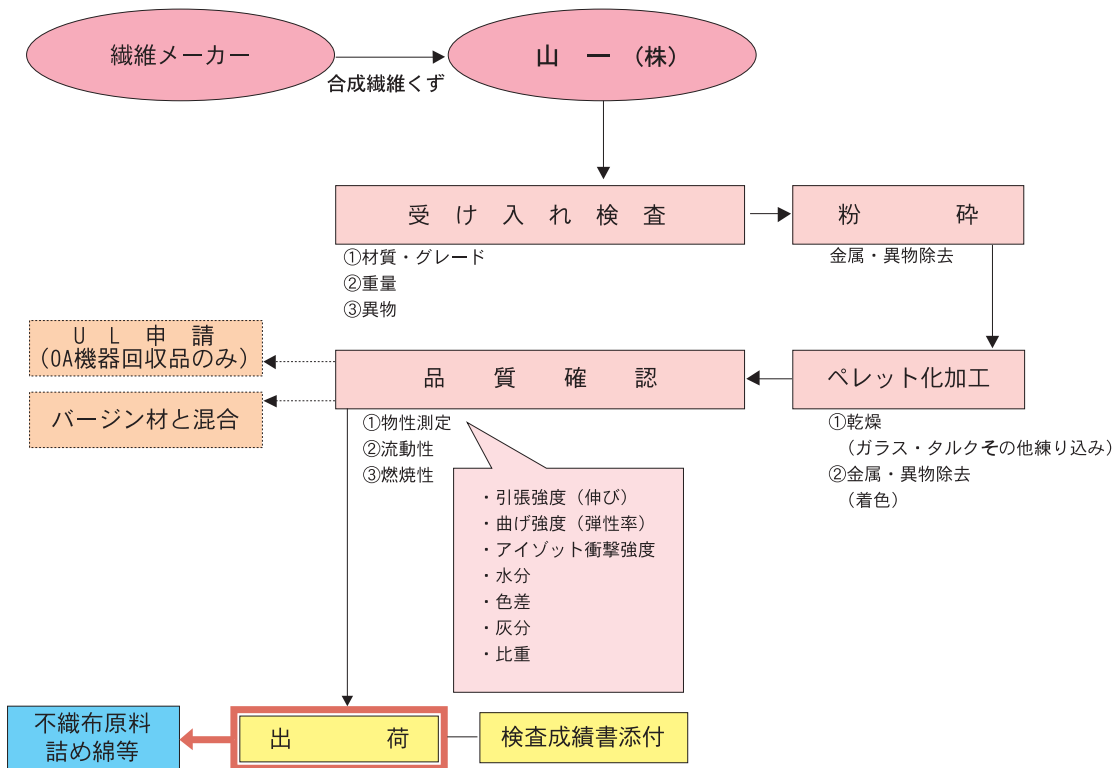 繊維メーカー
合成繊維くず
山 一 （株）
受 け 入 れ 検 査
①材質・グレード
②重量
③異物
粉 砕
金属・異物除去
ペレット化加工
①乾燥
（ガラス・タルクその他練り込み）
②金属・異物除去
（着色）
品 質 確 認
①物性測定
②流動性
③燃焼性
・引張強度（伸び）
・曲げ強度（弾性率）
・アイゾット衝撃強度
・水分
・色差
・灰分
・比重
U L 申 請
（OA機器回収品のみ）
バージン材と混合
出 荷
検査成績書添付
不織布原料
詰め綿等